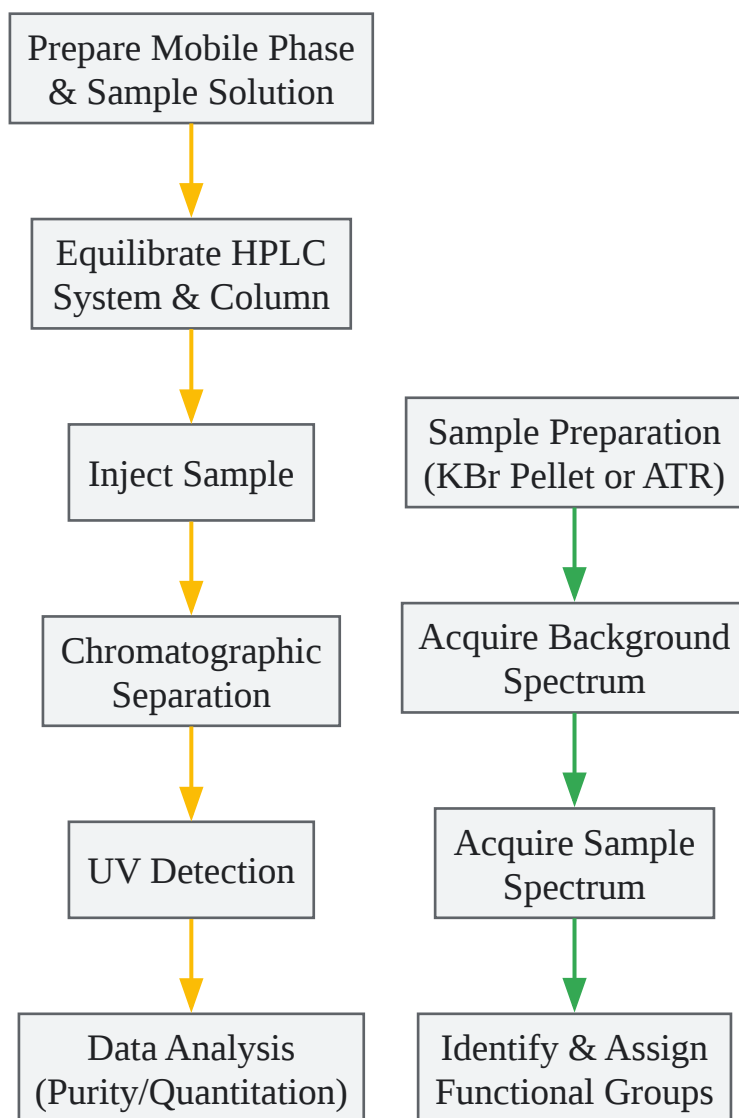 Prepare Mobile Phase
& Sample Solution
Equilibrate HPLC
System & Column
Inject Sample
Chromatographic
Separation
UV Detection
Data Analysis
(Purity/Quantitation)
Sample Preparation
(KBr Pellet or ATR)
Acquire Background
Spectrum
Acquire Sample
Spectrum
Identify & Assign
Functional Groups